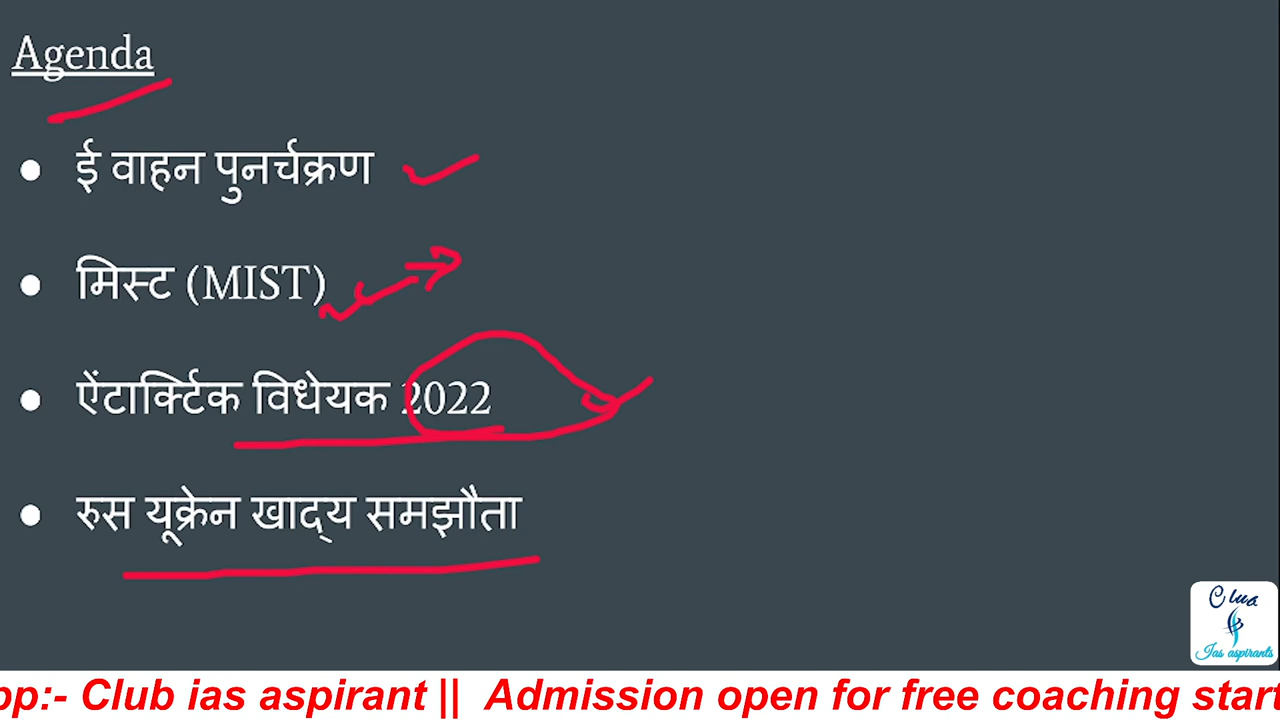 Agenda
ई वाहन पुनर्चक्रण
मिस्ट (MIST)
ऐंटार्क्टिक विधेयक 2022
रुस यूक्रेन खाद्य समझौता
Club
Ias aspirants
pp:- Club ias aspirant || Admission open for free coaching start